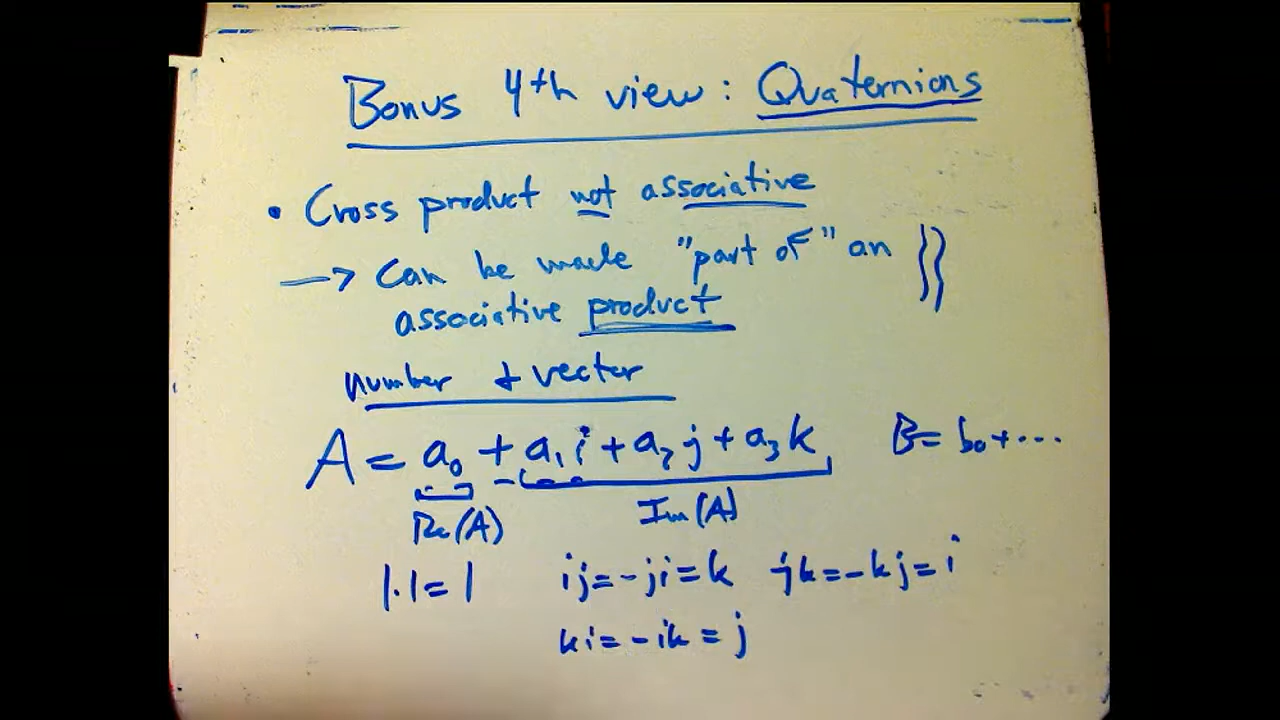 Bonus 4th view: Quaternions
• Cross product not associative
→ Can be made "part of" an
associative product
number + vector
A = a₀ + a₁i + a₂j + a₃k    B = b₀ + ...
Re(A)    Im(A)
1·1=1    ij=-ji=k    jk=-kj=i
ki=-ik=j